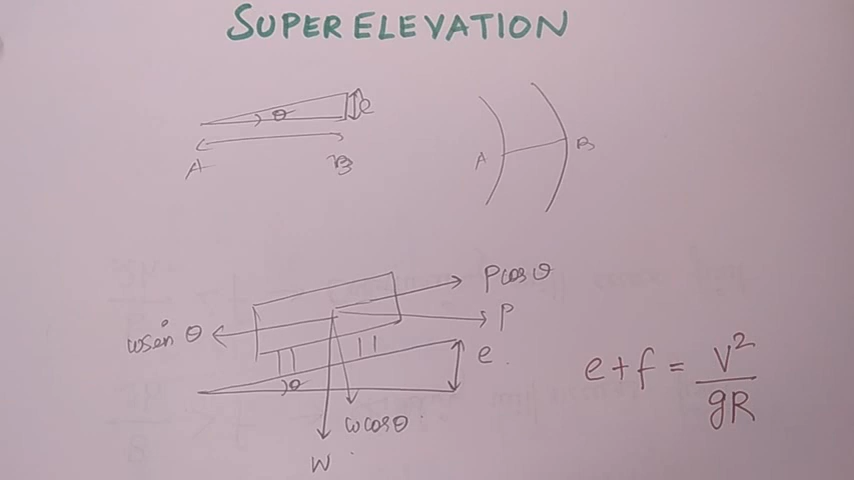 SUPER ELEVATION
θ
e
A
B
A
B
P cos θ
P
w sin θ
e
θ
w cos θ
W
e + f = V²
gR